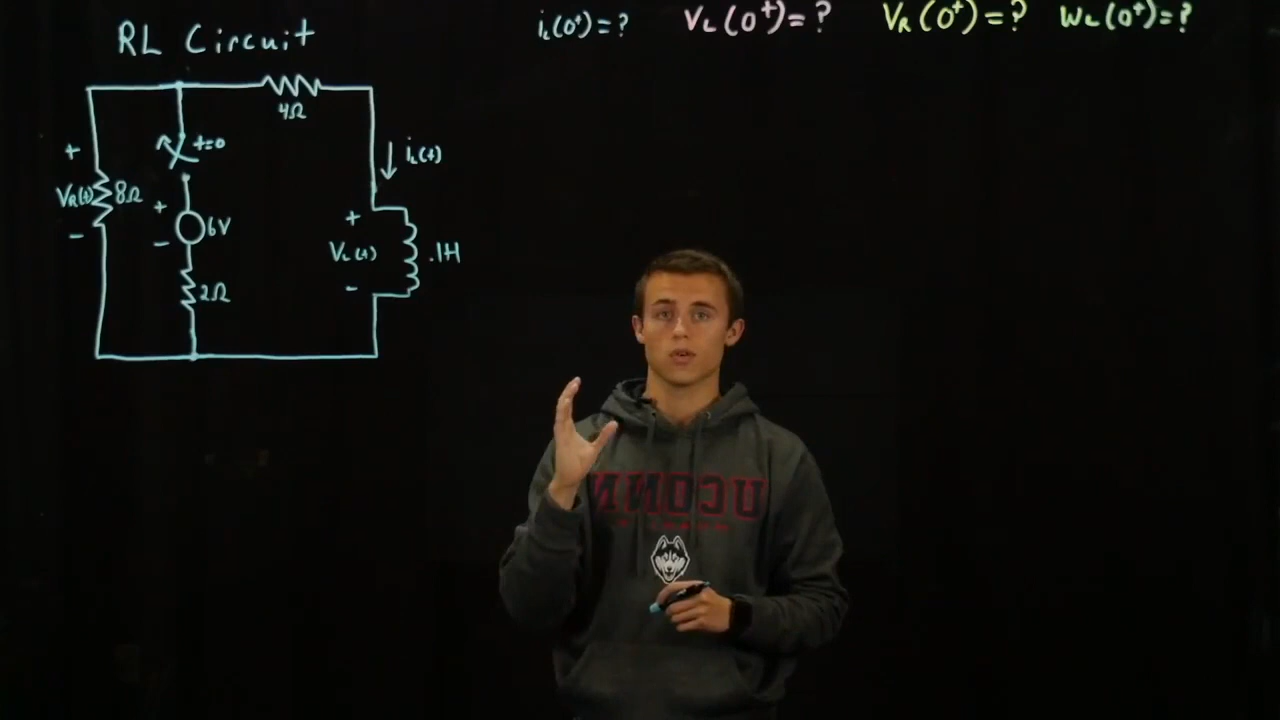 RL Circuit
iL(0⁺)=?
VL(0⁺)=?
VR(0⁺)=?
WL(0⁺)=?
4Ω
t=0
iL(t)
+
VR(t)
-
8Ω
+
-
6V
2Ω
+
VL(t)
-
.1H
UCONN